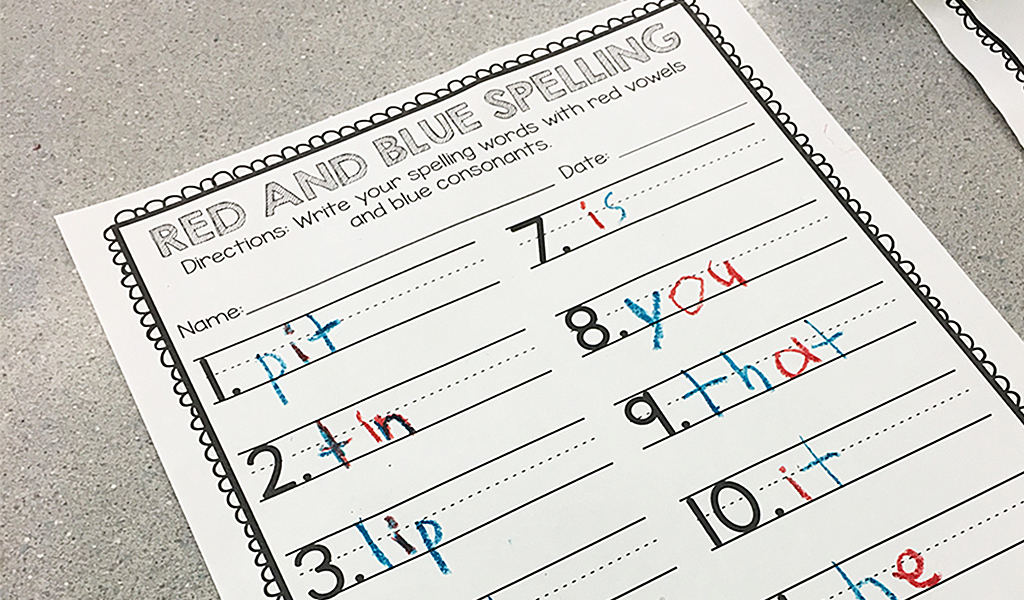 RED AND BLUE SPELLING
Directions: Write your spelling words with red vowels
and blue consonants.
Name: Date:
1. pit
2. tin
3. lip
7. is
8. you
9. that
10. it
he